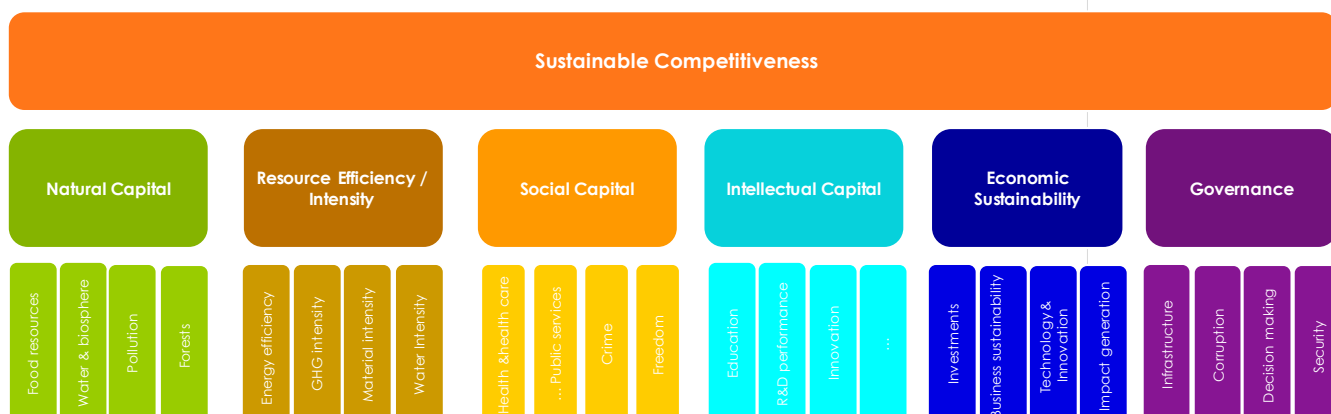 Sustainable Competitiveness
Natural Capital
Resource Efficiency /
Intensity
Social Capital
Intellectual Capital
Economic
Sustainability
Governance
Food resources
Water & biosphere
Pollution
Forests
Energy efficiency
GHG intensity
Material intensity
Water Intensity
Health &health care
… Public services
Crime
Freedom
Education
R&D performance
Innovation
…
Investments
Business sustainability
Technology &
Innovation
Impact generation
Infrastructure
Corruption
Decision making
Security